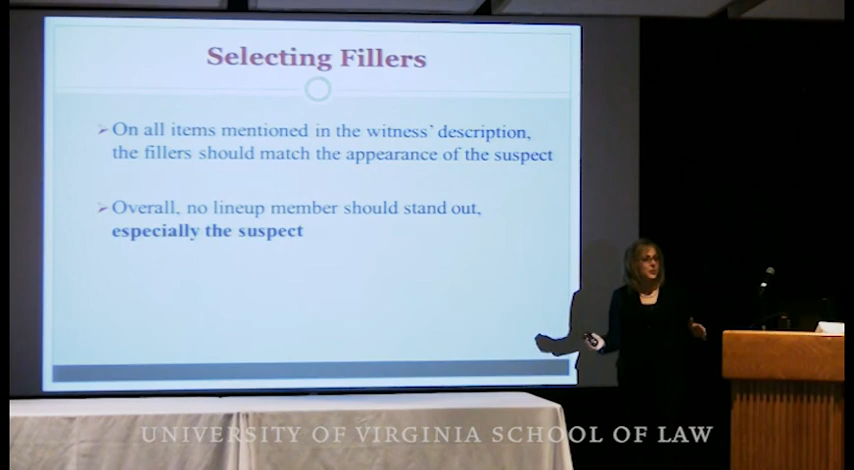 Selecting Fillers
➢ On all items mentioned in the witness' description,
the fillers should match the appearance of the suspect
➢ Overall, no lineup member should stand out,
especially the suspect
UNIVERSITY OF VIRGINIA SCHOOL OF LAW